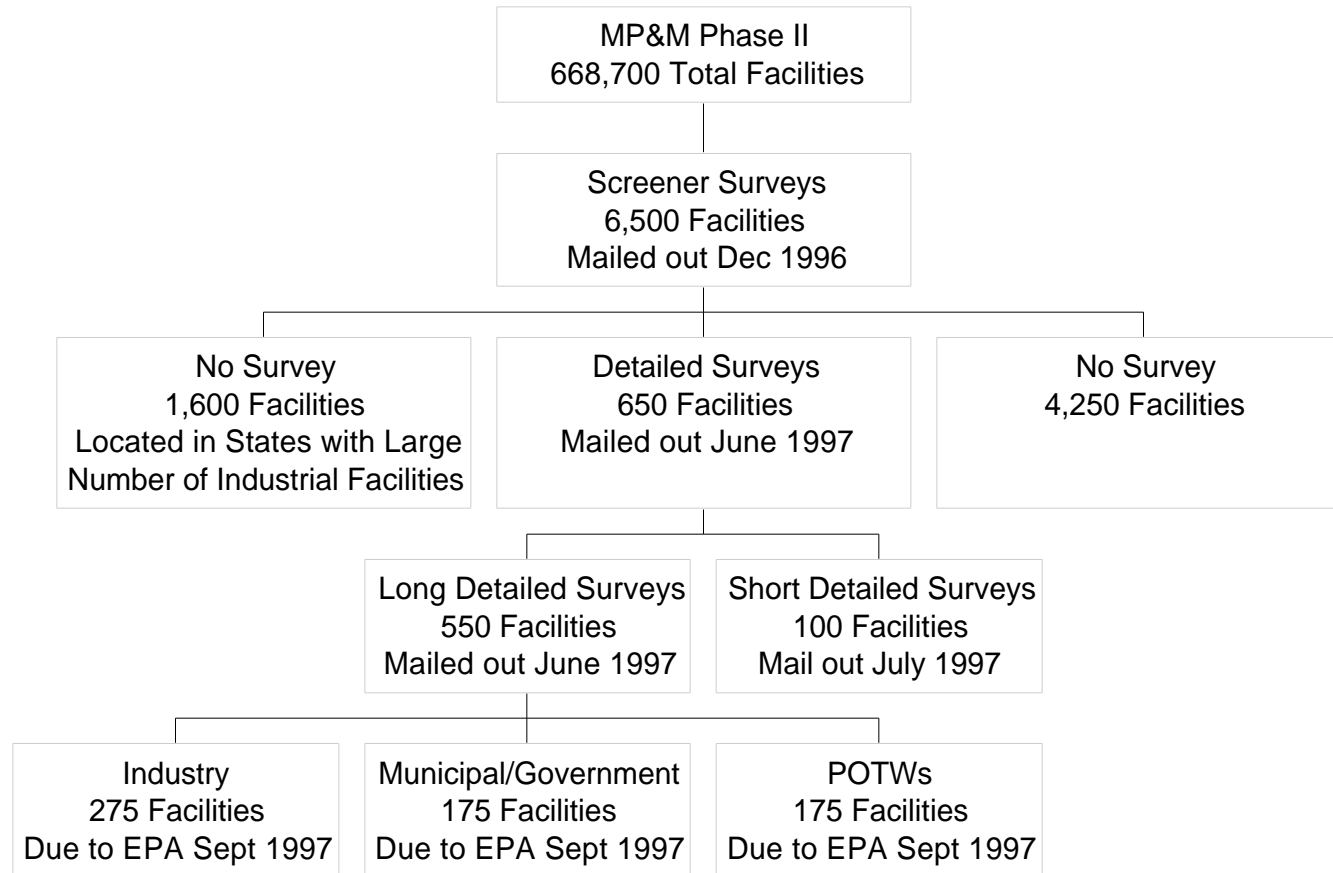 MP&M Phase II
668,700 Total Facilities
Screener Surveys
6,500 Facilities
Mailed out Dec 1996
No Survey
1,600 Facilities
Located in States with Large
Number of Industrial Facilities
Detailed Surveys
650 Facilities
Mailed out June 1997
No Survey
4,250 Facilities
Long Detailed Surveys
550 Facilities
Mailed out June 1997
Short Detailed Surveys
100 Facilities
Mail out July 1997
Industry
275 Facilities
Due to EPA Sept 1997
Municipal/Government
175 Facilities
Due to EPA Sept 1997
POTWs
175 Facilities
Due to EPA Sept 1997